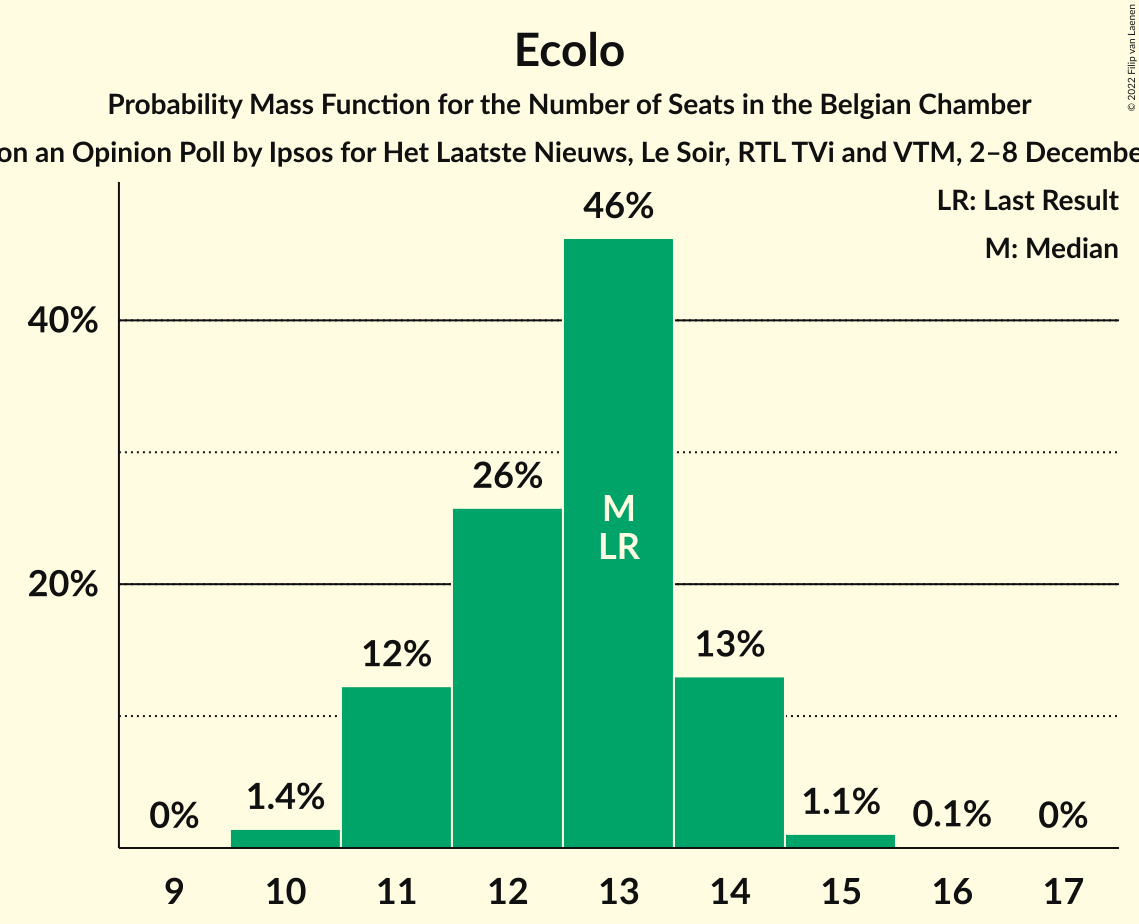 Ecolo
Probability Mass Function for the Number of Seats in the Belgian Chamber
on an Opinion Poll by Ipsos for Het Laatste Nieuws, Le Soir, RTL TVi and VTM, 2–8 Decembe
© 2022 Filip van Laenen
LR: Last Result
M: Median
46%
40%
26%
M
LR
20%
13%
12%
1.4%
1.1%
0.1%
0%
0%
9 10 11 12 13 14 15 16 17